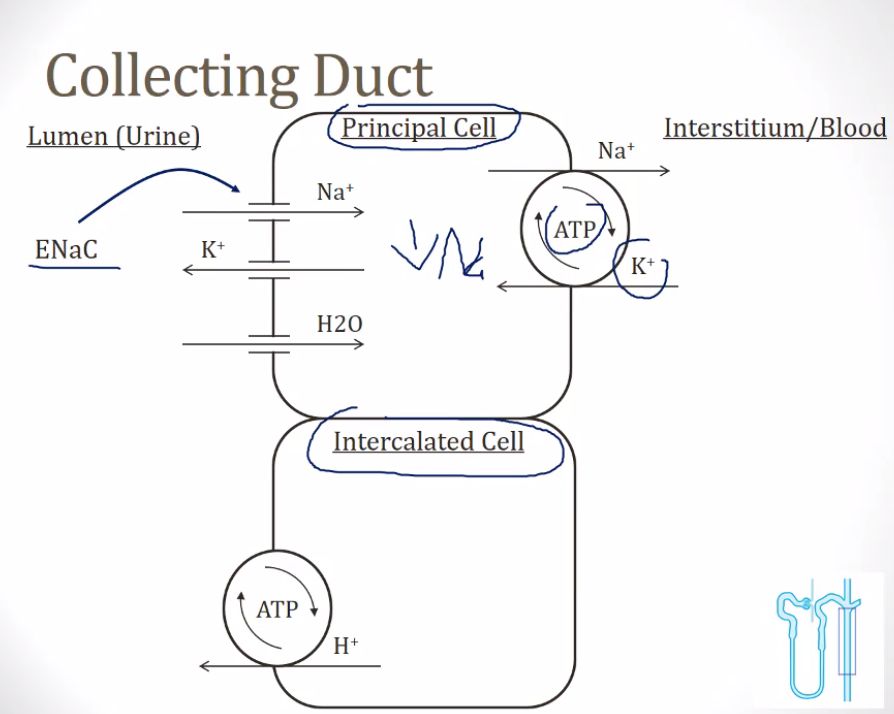 Collecting Duct
Lumen (Urine)
Principal Cell
Interstitium/Blood
Na⁺
Na⁺
ENaC
K⁺
ATP
K⁺
H2O
Intercalated Cell
ATP
H⁺